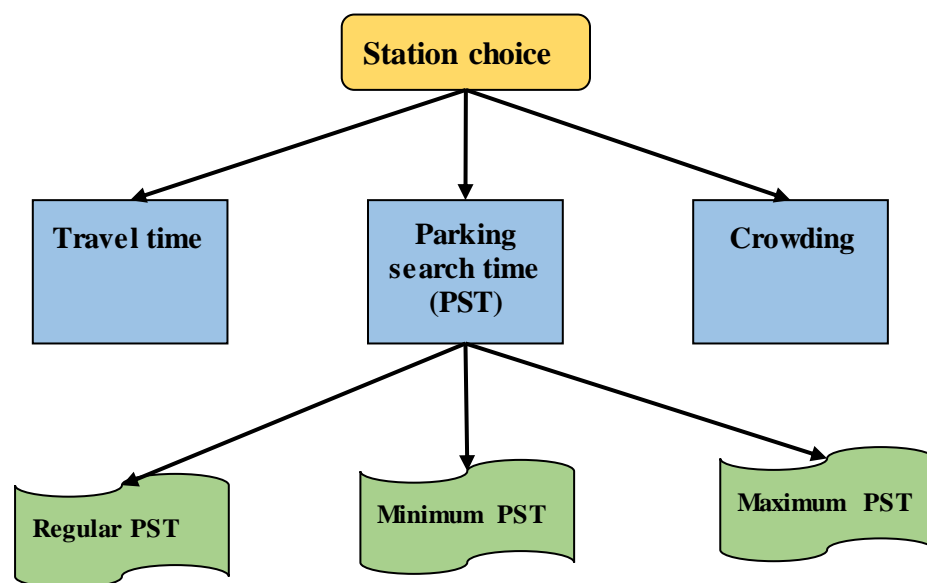 Station choice
Travel time
Parking
search time
(PST)
Crowding
Regular PST
Minimum PST
Maximum PST